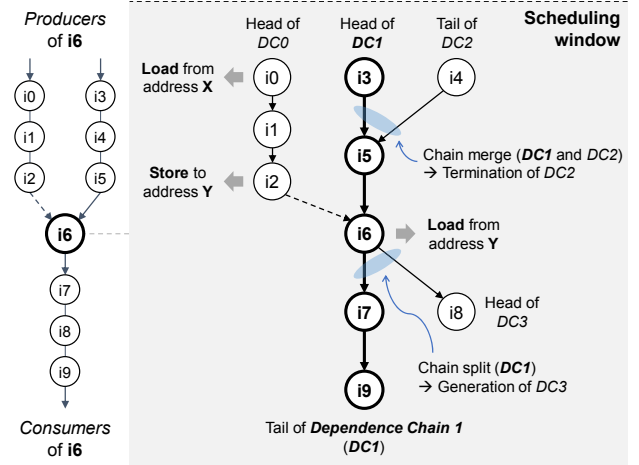 Producers
of i6
i0
i3
i1
i4
i2
i5
i6
i7
i8
i9
Consumers
of i6
Scheduling
window
Head of
DC0
Head of
DC1
Tail of
DC2
Load from
address X
i0
i3
i4
i1
i5
Chain merge (DC1 and DC2)
→ Termination of DC2
Store to
address Y
i2
i6
Load from
address Y
i7
i8
Head of
DC3
Chain split (DC1)
→ Generation of DC3
i9
Tail of Dependence Chain 1
(DC1)